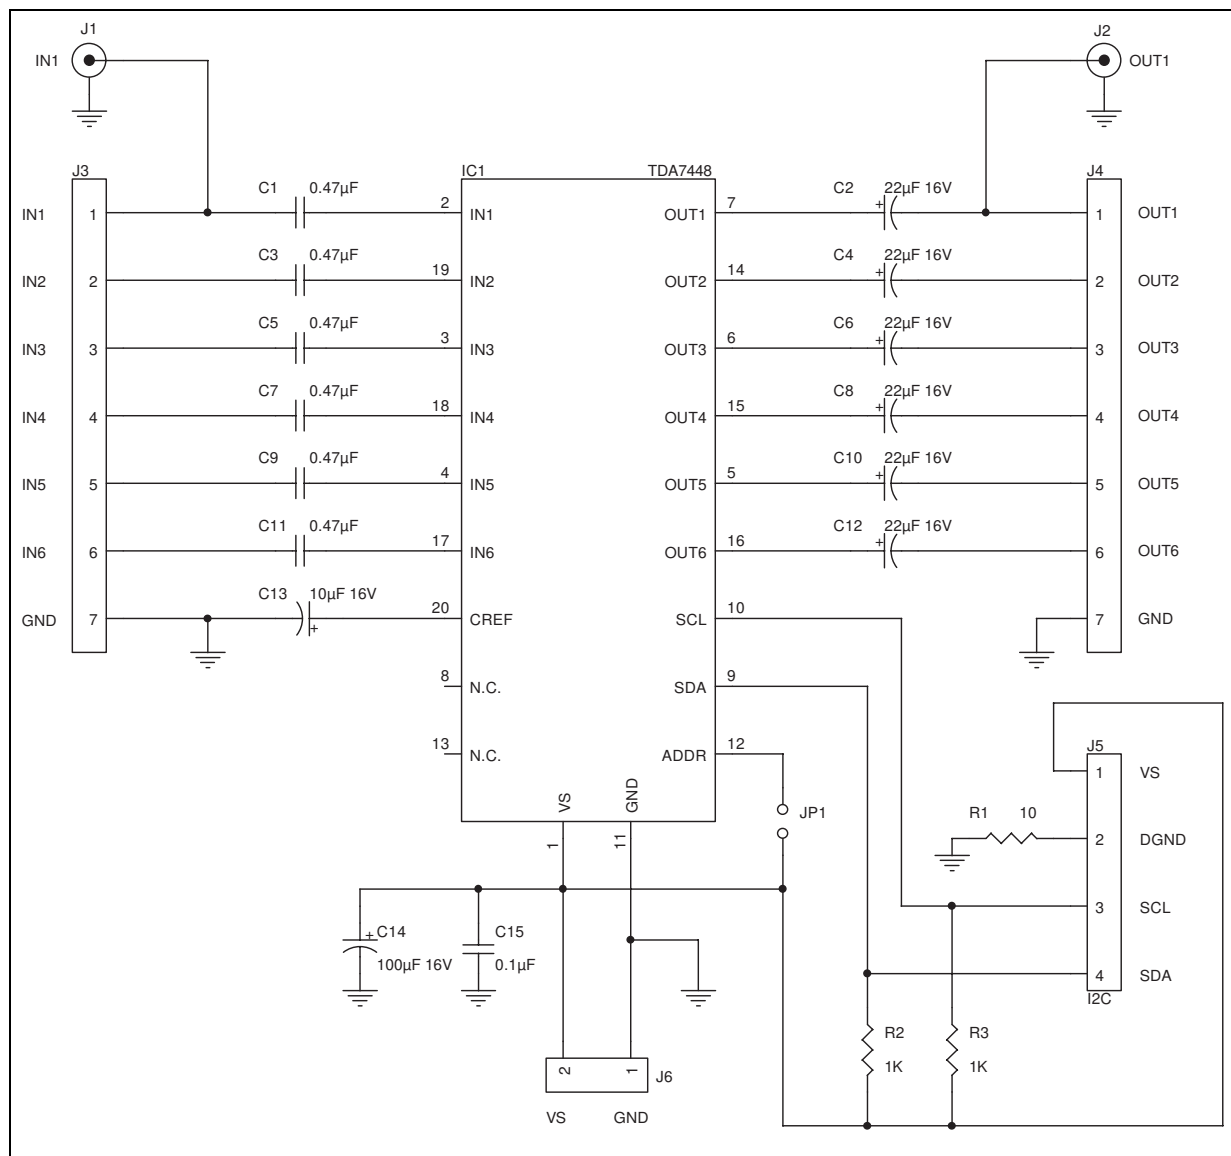 J1
J2
IN1
OUT1
J3
IC1
TDA7448
J4
C1 0.47µF
C2 22µF 16V
IN1 1 2 IN1 OUT1 7 + 1 OUT1
C3 0.47µF
C4 22µF 16V
IN2 2 19 IN2 OUT2 14 + 2 OUT2
C5 0.47µF
C6 22µF 16V
IN3 3 3 IN3 OUT3 6 + 3 OUT3
C7 0.47µF
C8 22µF 16V
IN4 4 18 IN4 OUT4 15 + 4 OUT4
C9 0.47µF
C10 22µF 16V
IN5 5 4 IN5 OUT5 5 + 5 OUT5
C11 0.47µF
C12 22µF 16V
IN6 6 17 IN6 OUT6 16 + 6 OUT6
C13 10µF 16V
GND 7 + 20 CREF SCL 10 7 GND
8 N.C. SDA 9
13 N.C. ADDR 12
J5
1 VS
VS GND
JP1
R1 10
2 DGND
1 11
3 SCL
+ C14
100µF 16V
C15
0.1µF
4 SDA
I2C
R2
1K
R3
1K
2 1 J6
VS GND